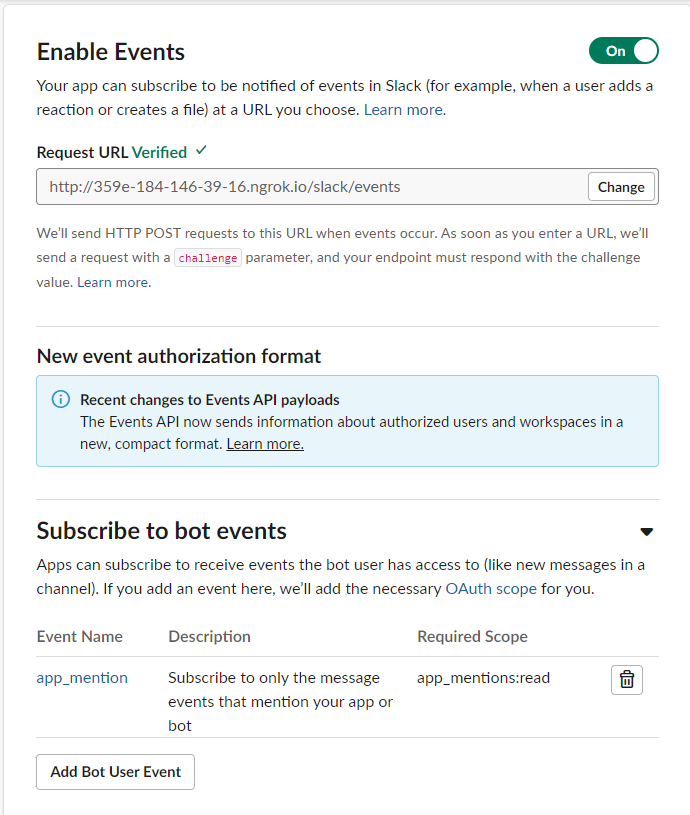 Enable Events
On
Your app can subscribe to be notified of events in Slack (for example, when a user adds a
reaction or creates a file) at a URL you choose. Learn more.
Request URL Verified ✓
http://359e-184-146-39-16.ngrok.io/slack/events
Change
We’ll send HTTP POST requests to this URL when events occur. As soon as you enter a URL, we’ll
send a request with a challenge parameter, and your endpoint must respond with the challenge
value. Learn more.
New event authorization format
Recent changes to Events API payloads
The Events API now sends information about authorized users and workspaces in a
new, compact format. Learn more.
Subscribe to bot events
Apps can subscribe to receive events the bot user has access to (like new messages in a
channel). If you add an event here, we’ll add the necessary OAuth scope for you.
Event Name Description Required Scope
app_mention Subscribe to only the message app_mentions:read
events that mention your app or
bot
Add Bot User Event